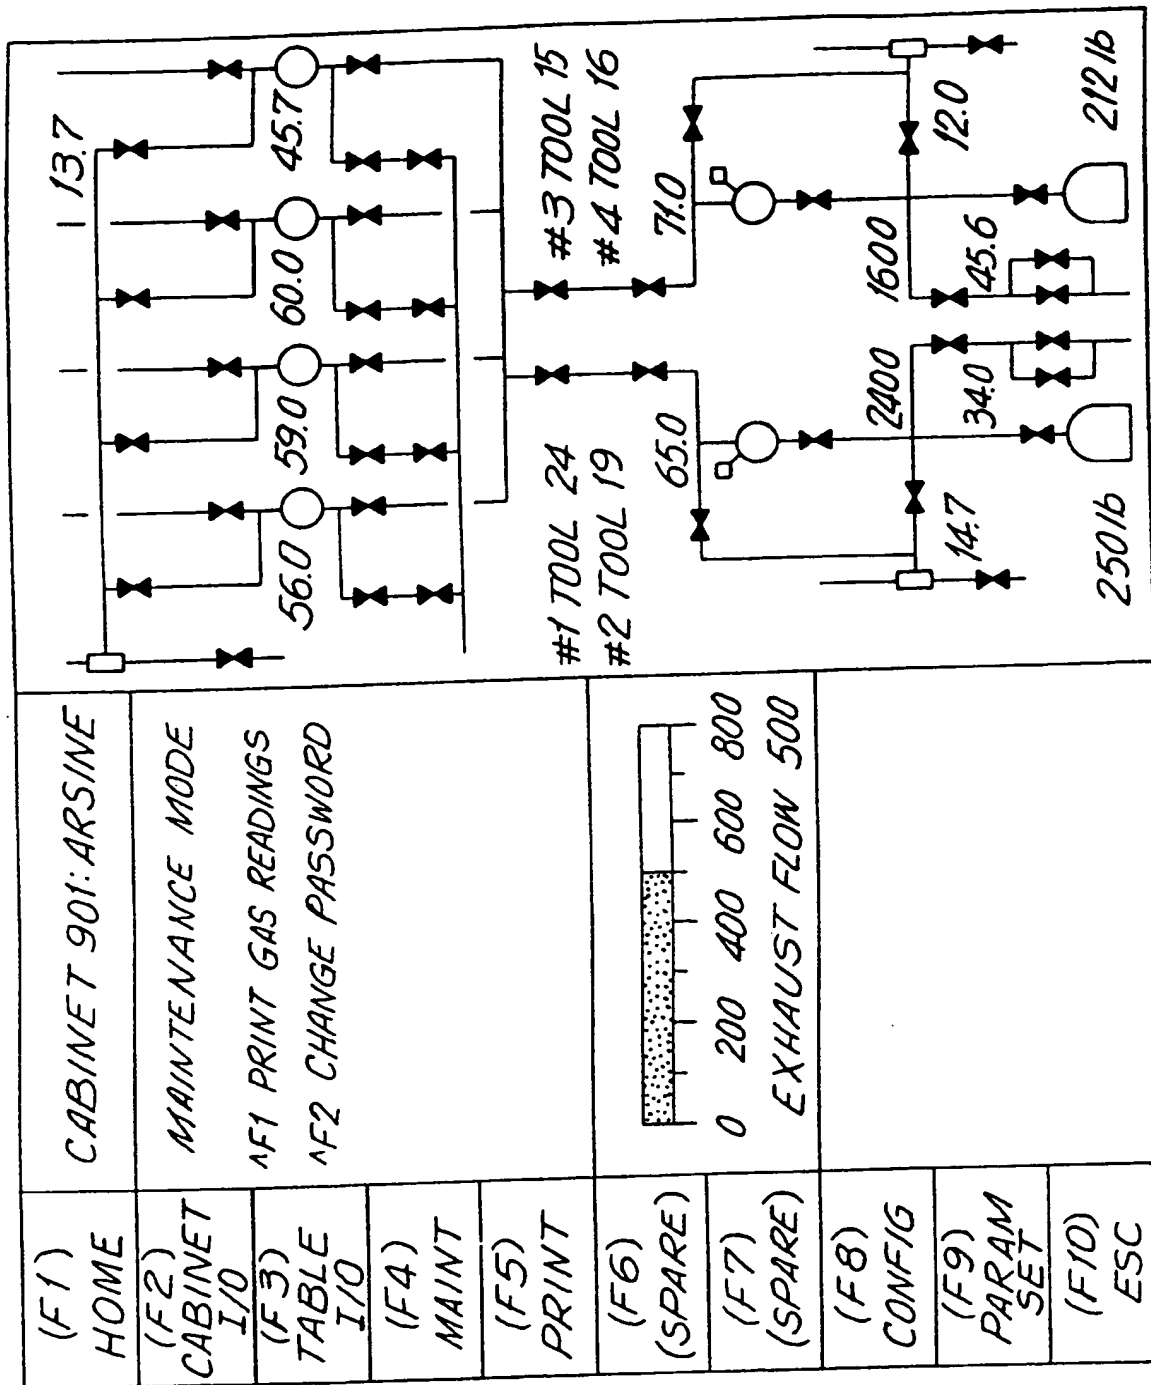 (F1)
HOME
(F2)
CABINET
I/O
(F3)
TABLE
I/O
(F4)
MAINT
(F5)
PRINT
(F6)
(SPARE)
(F7)
(SPARE)
(F8)
CONFIG
(F9)
PARAM
SET
(F10)
ESC
CABINET 901: ARSINE
MAINTENANCE MODE
^F1 PRINT GAS READINGS
^F2 CHANGE PASSWORD
0 200 400 600 800
EXHAUST FLOW 500
13.7
56.0 59.0 60.0 45.7
#1 TOOL 24
#2 TOOL 19
#3 TOOL 15
#4 TOOL 16
65.0 71.0
2400 1600
14.7 34.0 45.6 12.0
250 lb 212 lb